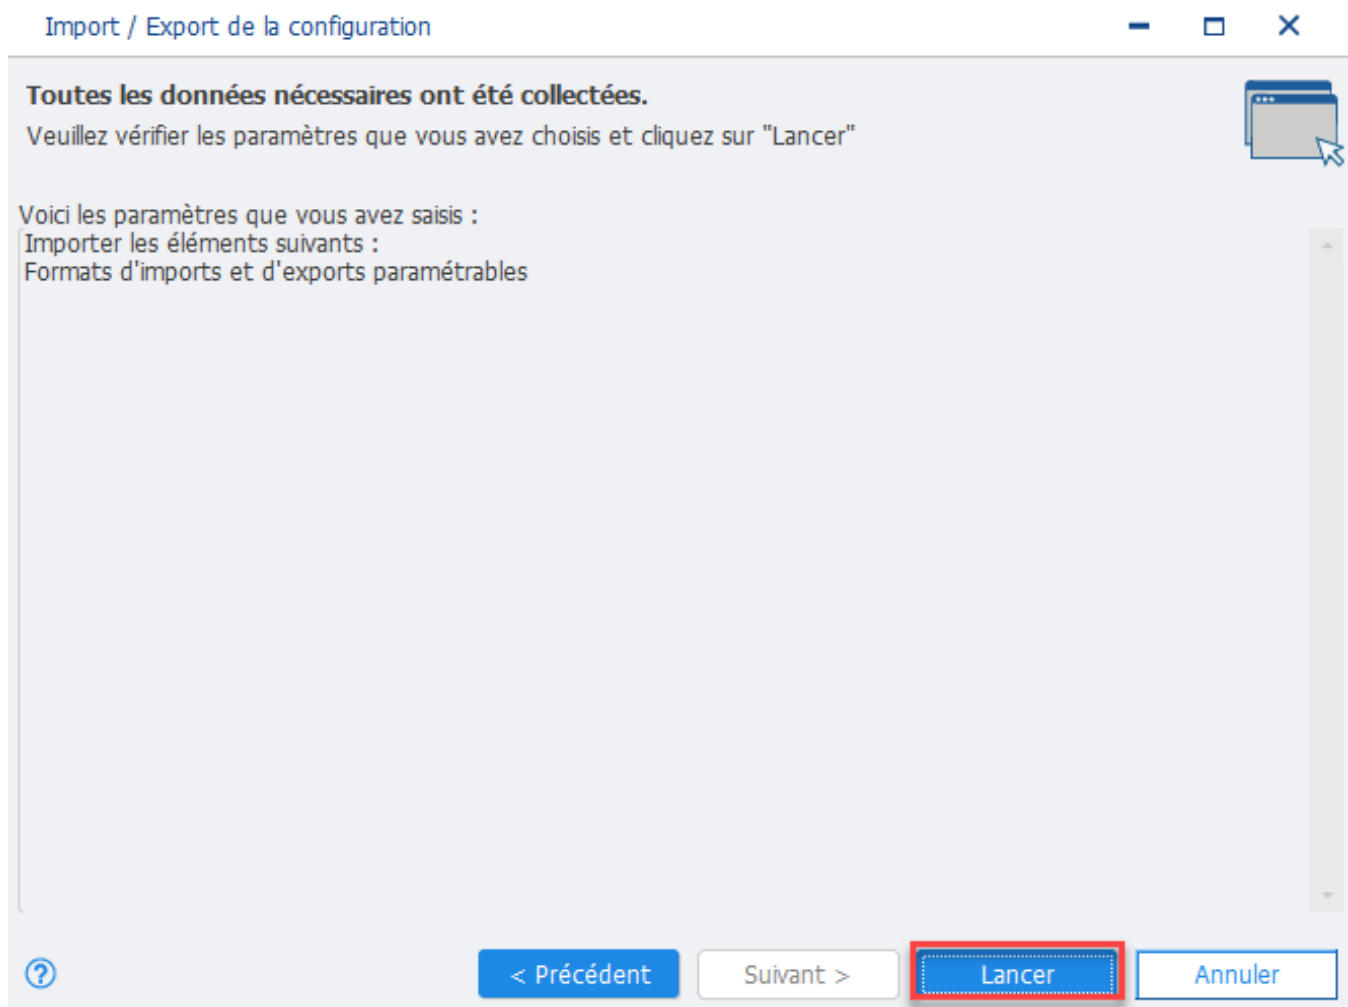 Import / Export de la configuration
Toutes les données nécessaires ont été collectées.
Veuillez vérifier les paramètres que vous avez choisis et cliquez sur "Lancer"
Voici les paramètres que vous avez saisis :
Importer les éléments suivants :
Formats d'imports et d'exports paramétrables
?
< Précédent
Suivant >
Lancer
Annuler